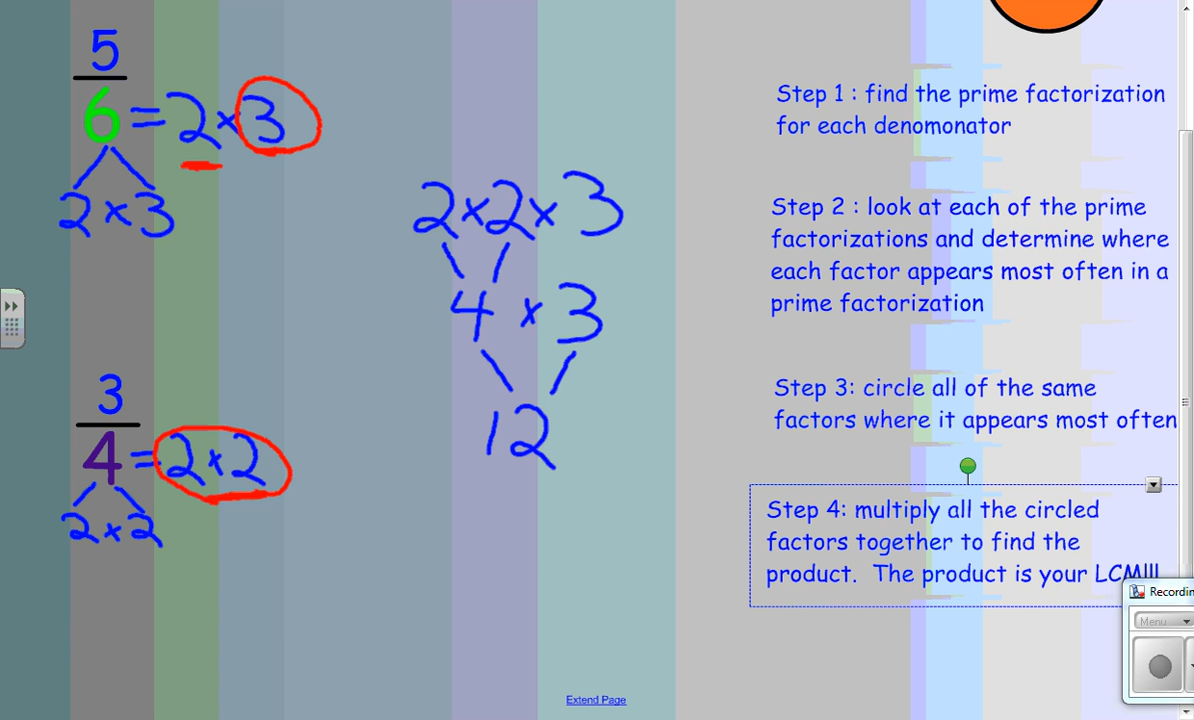 5
6 = 2 x 3
2 x 3
3
4 = 2 x 2
2 x 2
2 x 2 x 3
4 x 3
12
Step 1 : find the prime factorization
for each denomonator
Step 2 : look at each of the prime
factorizations and determine where
each factor appears most often in a
prime factorization
Step 3: circle all of the same
factors where it appears most often
Step 4: multiply all the circled
factors together to find the
product. The product is your LCM!!!
Extend Page
Recordin
Menu